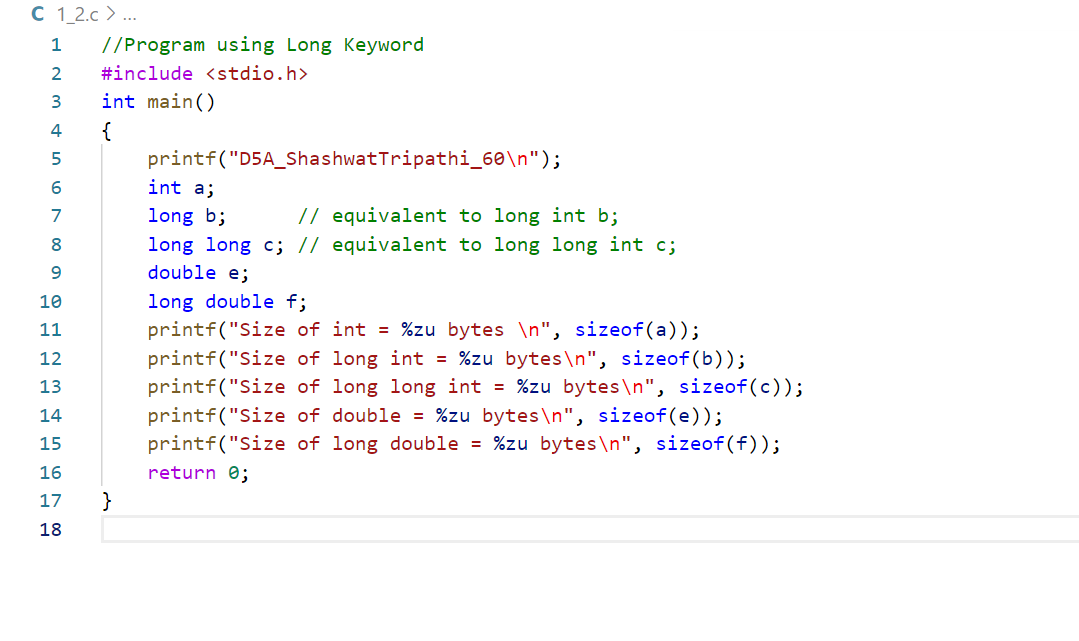 C 1_2.c > ...
1 //Program using Long Keyword
2 #include <stdio.h>
3 int main()
4 {
5     printf("D5A_ShashwatTripathi_60\n");
6     int a;
7     long b;      // equivalent to long int b;
8     long long c; // equivalent to long long int c;
9     double e;
10     long double f;
11     printf("Size of int = %zu bytes \n", sizeof(a));
12     printf("Size of long int = %zu bytes\n", sizeof(b));
13     printf("Size of long long int = %zu bytes\n", sizeof(c));
14     printf("Size of double = %zu bytes\n", sizeof(e));
15     printf("Size of long double = %zu bytes\n", sizeof(f));
16     return 0;
17 }
18